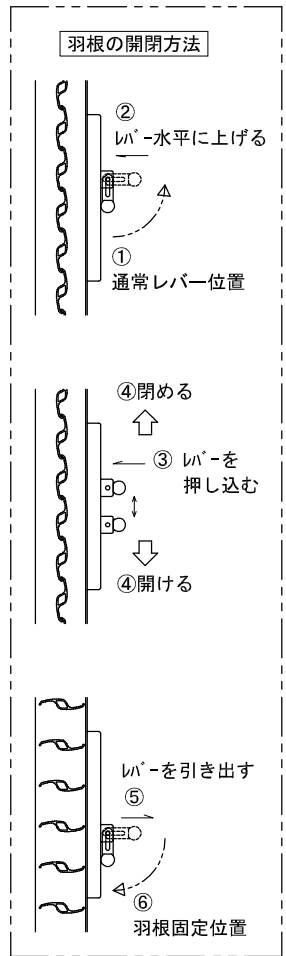 羽根の開閉方法
②
ﾚﾊﾞｰ水平に上げる
①
通常レバー位置
④閉める
③ ﾚﾊﾞｰを
押し込む
④開ける
ﾚﾊﾞｰを引き出す
⑤
⑥
羽根固定位置